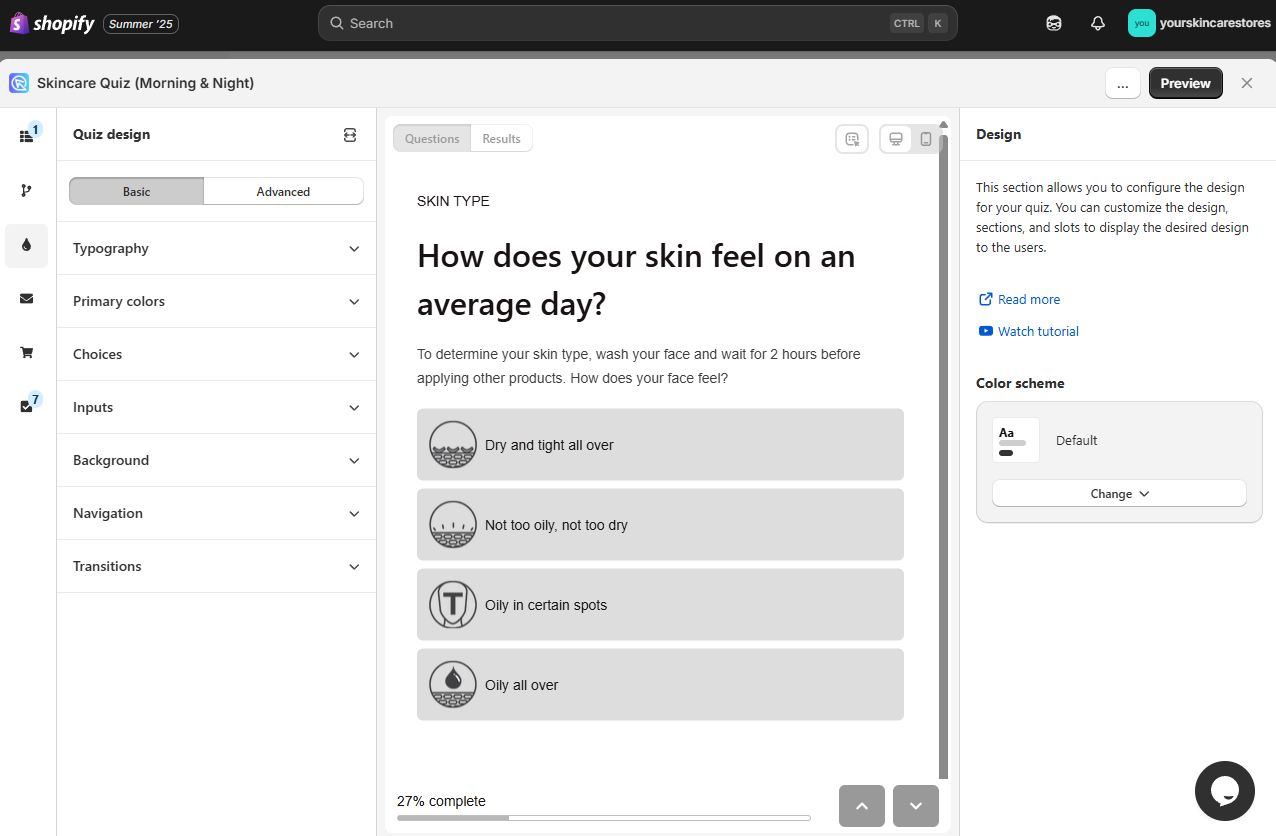 shopify Summer '25 Search CTRL K you yourskincarestores
Skincare Quiz (Morning & Night) ... Preview
1
7
Quiz design
Basic Advanced
Typography
Primary colors
Choices
Inputs
Background
Navigation
Transitions
Questions Results
SKIN TYPE
How does your skin feel on an
average day?
To determine your skin type, wash your face and wait for 2 hours before
applying other products. How does your face feel?
Dry and tight all over
Not too oily, not too dry
T Oily in certain spots
Oily all over
27% complete
Design
This section allows you to configure the design
for your quiz. You can customize the design,
sections, and slots to display the desired design
to the users.
Read more
Watch tutorial
Color scheme
Aa Default
Change